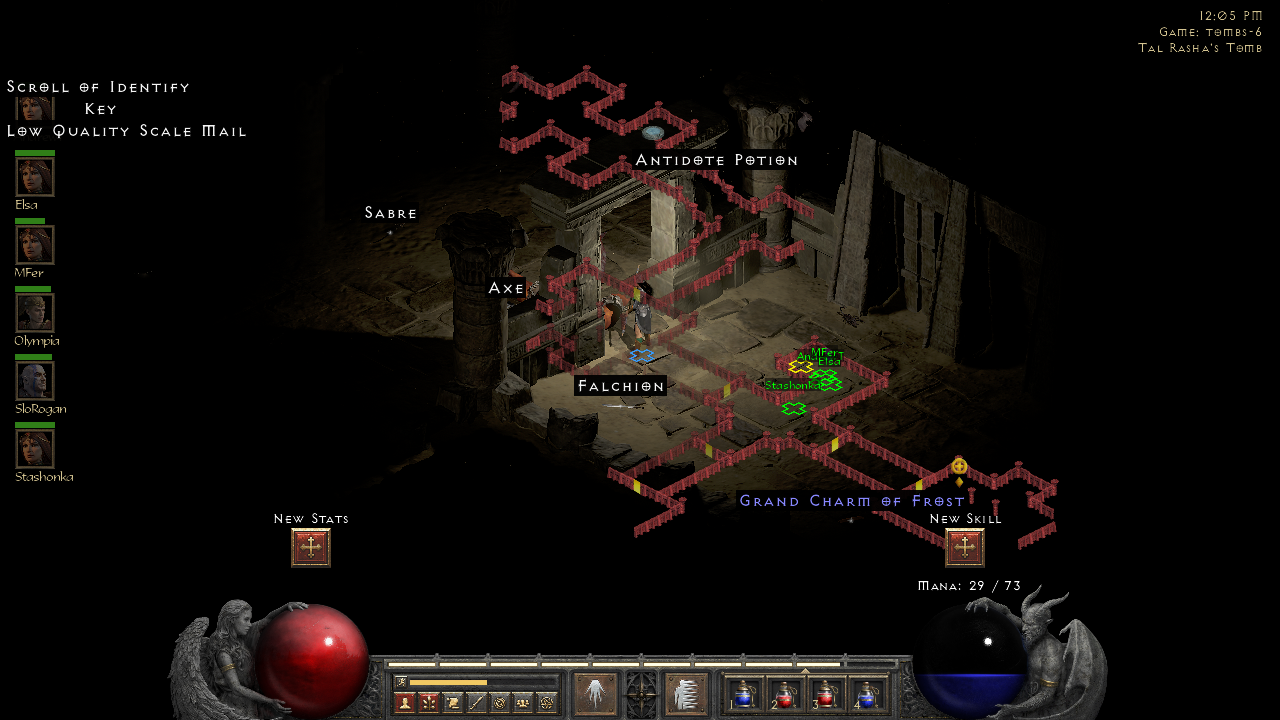 12:05 PM
Game: tombs-6
Tal Rasha's Tomb
Scroll of Identify
Key
Low Quality Scale Mail
Antidote Potion
Elsa
Sabre
MFer
Axe
Olympia
MFer
Elsa
Stashonka
Falchion
SloRogan
Stashonka
Grand Charm of Frost
New Stats
New Skill
Mana: 29 / 73
1
2
3
4